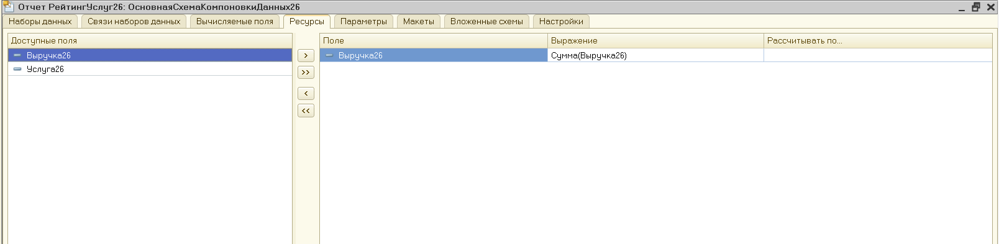 Отчет РейтингУслуг26: ОсновнаяСхемаКомпоновкиДанных26
Наборы данных Связи наборов данных Вычисляемые поля Ресурсы Параметры Макеты Вложенные схемы Настройки
Доступные поля Поле Выражение Рассчитывать по...
Выручка26 > Выручка26 Сумма(Выручка26)
Услуга26 >>
<
<<